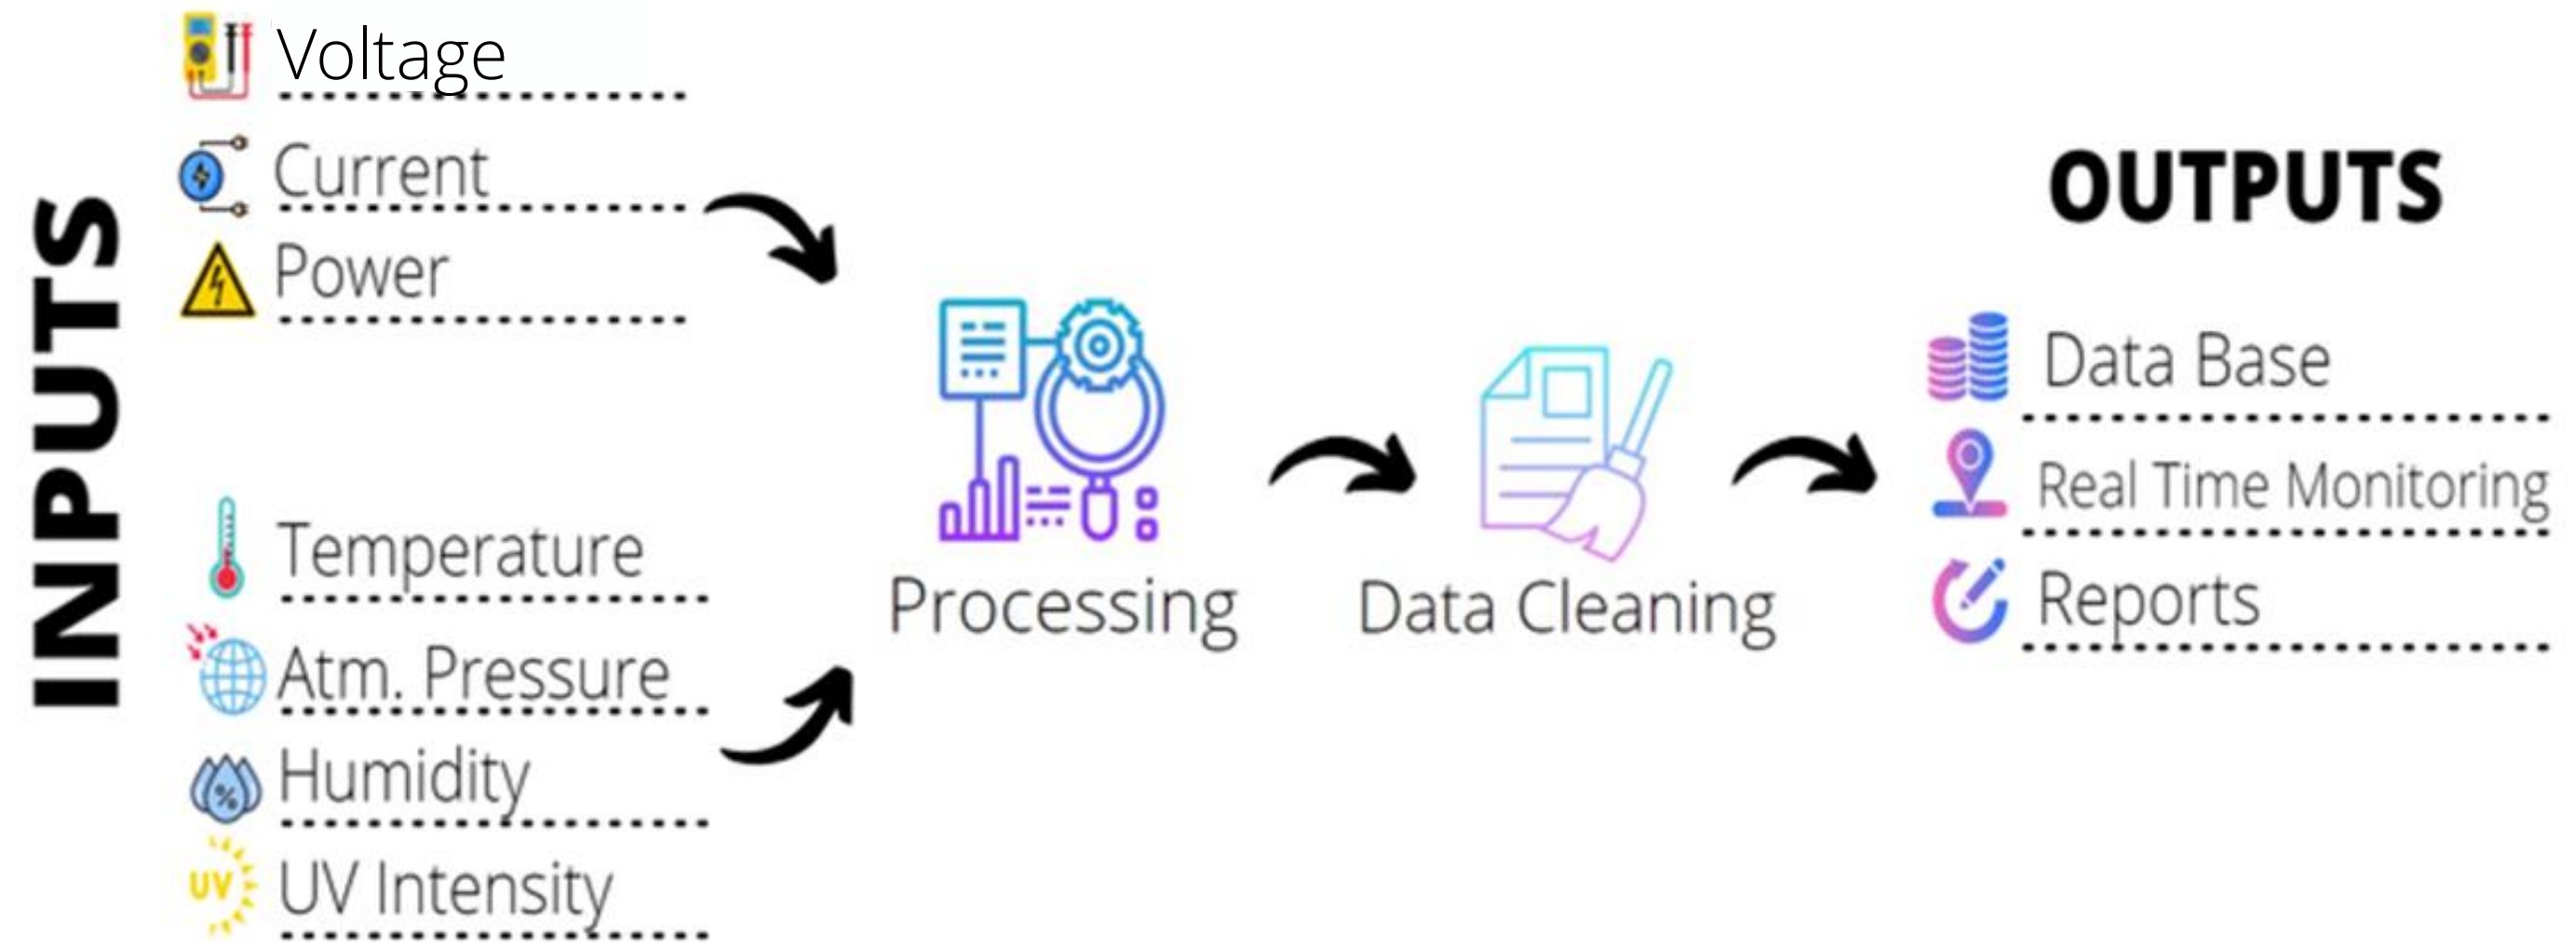 INPUTS
Voltage
Current
Power
Temperature
Atm. Pressure
Humidity
UV
UV Intensity
%
Processing
Data Cleaning
OUTPUTS
Data Base
Real Time Monitoring
Reports